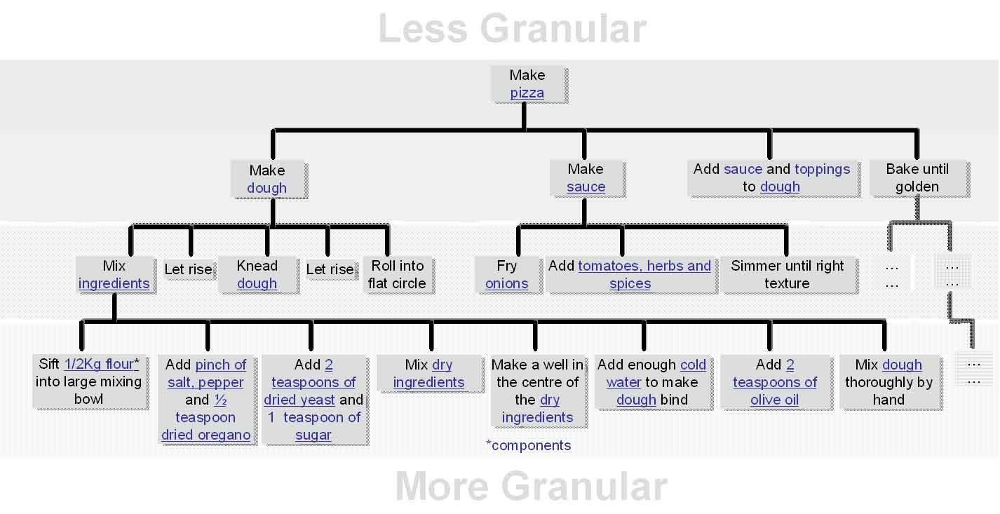 Less Granular
Make
pizza
Make
dough
Make
sauce
Add sauce and toppings
to dough
Bake until
golden
Mix
ingredients
Let rise
Knead
dough
Let rise
Roll into
flat circle
Fry
onions
Add tomatoes, herbs and
spices
Simmer until right
texture
...
...
...
...
Sift 1/2Kg flour*
into large mixing
bowl
Add pinch of
salt, pepper
and ½
teaspoon
dried oregano
Add 2
teaspoons of
dried yeast and
1 teaspoon of
sugar
Mix dry
ingredients
Make a well in
the centre of
the dry
ingredients
Add enough cold
water to make
dough bind
Add 2
teaspoons of
olive oil
Mix dough
thoroughly by
hand
...
...
*components
More Granular